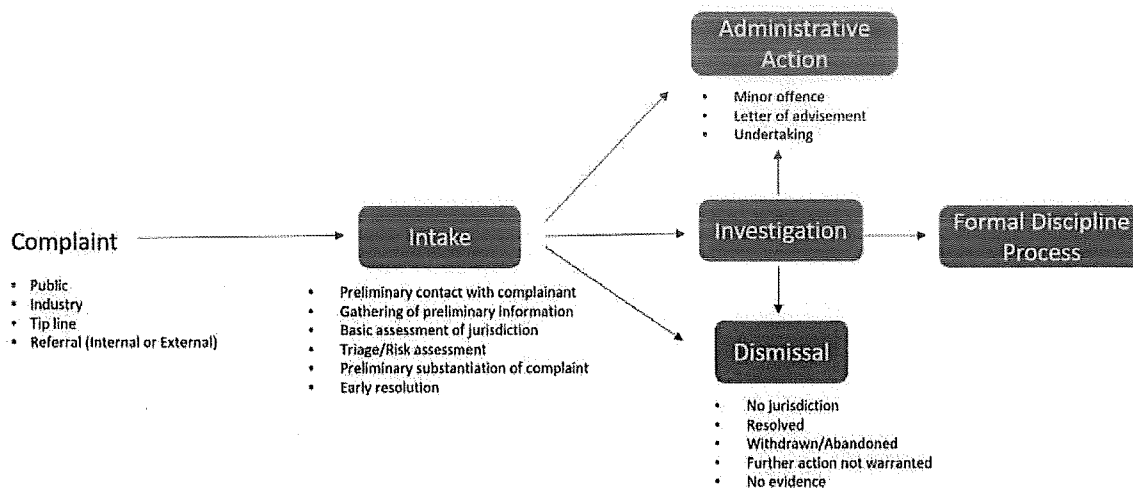 Administrative
Action
• Minor offence
• Letter of advisement
• Undertaking
Complaint
• Public
• Industry
• Tip line
• Referral (Internal or External)
Intake
• Preliminary contact with complainant
• Gathering of preliminary information
• Basic assessment of jurisdiction
• Triage/Risk assessment
• Preliminary substantiation of complaint
• Early resolution
Investigation
Formal Discipline
Process
Dismissal
• No jurisdiction
• Resolved
• Withdrawn/Abandoned
• Further action not warranted
• No evidence